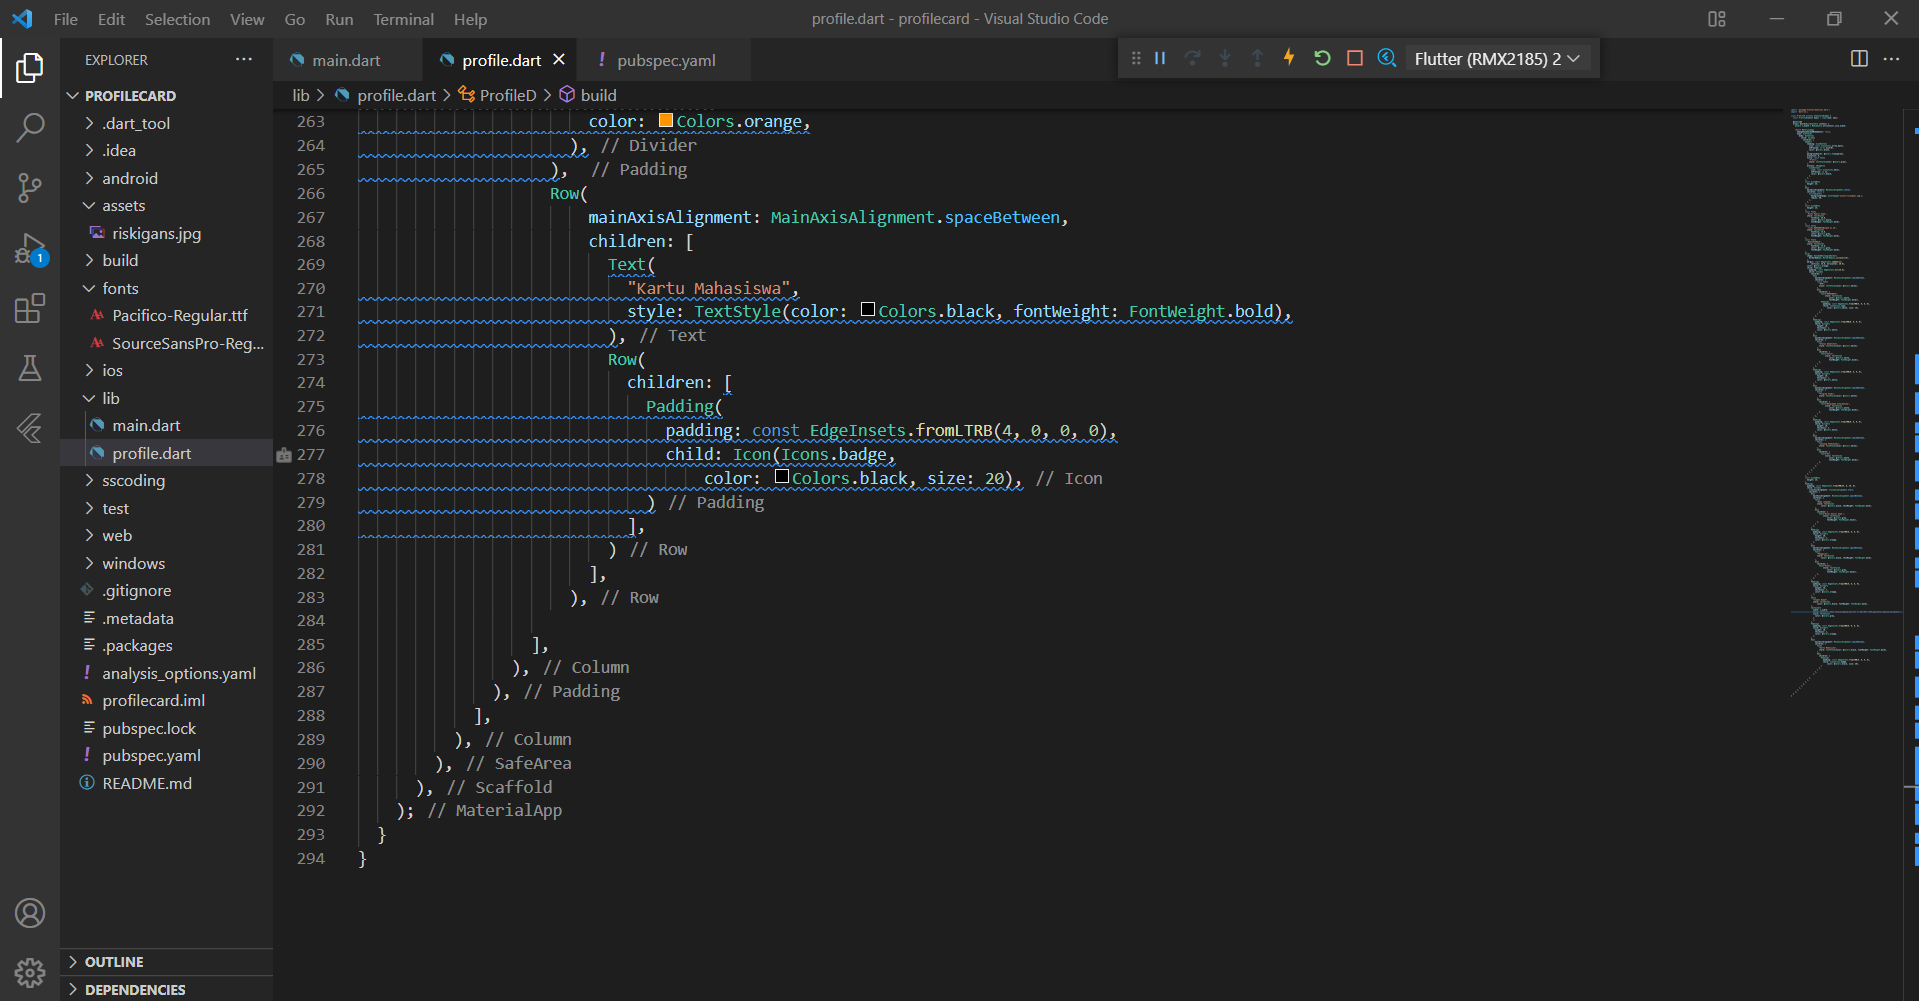 File Edit Selection View Go Run Terminal Help
profile.dart - profilecard - Visual Studio Code
EXPLORER
PROFILECARD
.dart_tool
.idea
android
assets
riskigans.jpg
build
fonts
Pacifico-Regular.ttf
SourceSansPro-Reg...
ios
lib
main.dart
profile.dart
sscoding
test
web
windows
.gitignore
.metadata
.packages
analysis_options.yaml
profilecard.iml
pubspec.lock
pubspec.yaml
README.md
OUTLINE
DEPENDENCIES
1
main.dart
profile.dart
! pubspec.yaml
Flutter (RMX2185) 2
lib > profile.dart > ProfileD > build
263 color: Colors.orange,
264 ), // Divider
265 ), // Padding
266 Row(
267 mainAxisAlignment: MainAxisAlignment.spaceBetween,
268 children: [
269 Text(
270 "Kartu Mahasiswa",
271 style: TextStyle(color: Colors.black, fontWeight: FontWeight.bold),
272 ), // Text
273 Row(
274 children: [
275 Padding(
276 padding: const EdgeInsets.fromLTRB(4, 0, 0, 0),
277 child: Icon(Icons.badge,
278 color: Colors.black, size: 20), // Icon
279 ) // Padding
280 ],
281 ) // Row
282 ],
283 ), // Row
284
285 ],
286 ), // Column
287 ), // Padding
288 ],
289 ), // Column
290 ), // SafeArea
291 ), // Scaffold
292 ); // MaterialApp
293 }
294 }